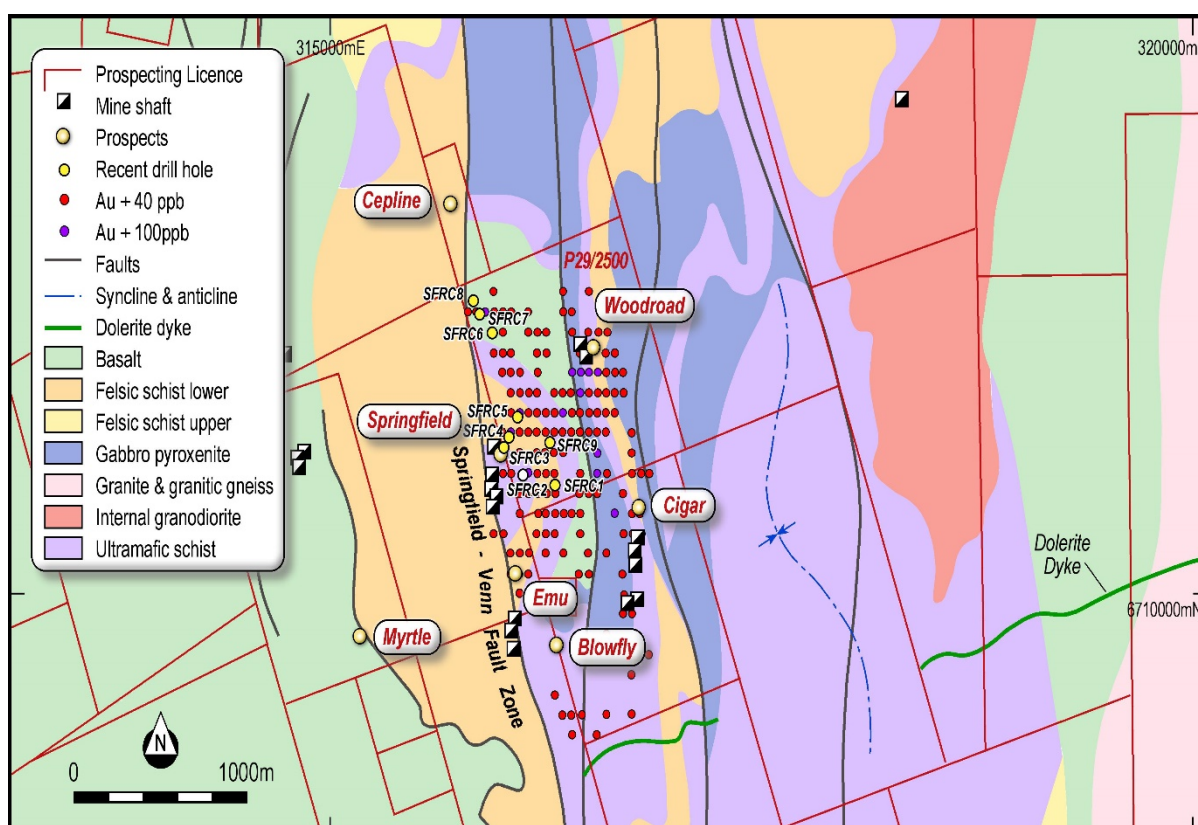 315000mE
320000mE
Prospecting Licence
Mine shaft
Prospects
Recent drill hole
Au + 40 ppb
Au + 100ppb
Faults
Syncline & anticline
Dolerite dyke
Basalt
Felsic schist lower
Felsic schist upper
Gabbro pyroxenite
Granite & granitic gneiss
Internal granodiorite
Ultramafic schist
Cepline
P29/2500
SFRC8
Woodroad
SFRC7
SFRC6
SFRC5
Springfield
SFRC4
SFRC9
SFRC3
SFRC2
SFRC1
Cigar
Springfield - Venn Fault Zone
Dolerite
Dyke
Emu
6710000mN
Myrtle
Blowfly
N
0
1000m